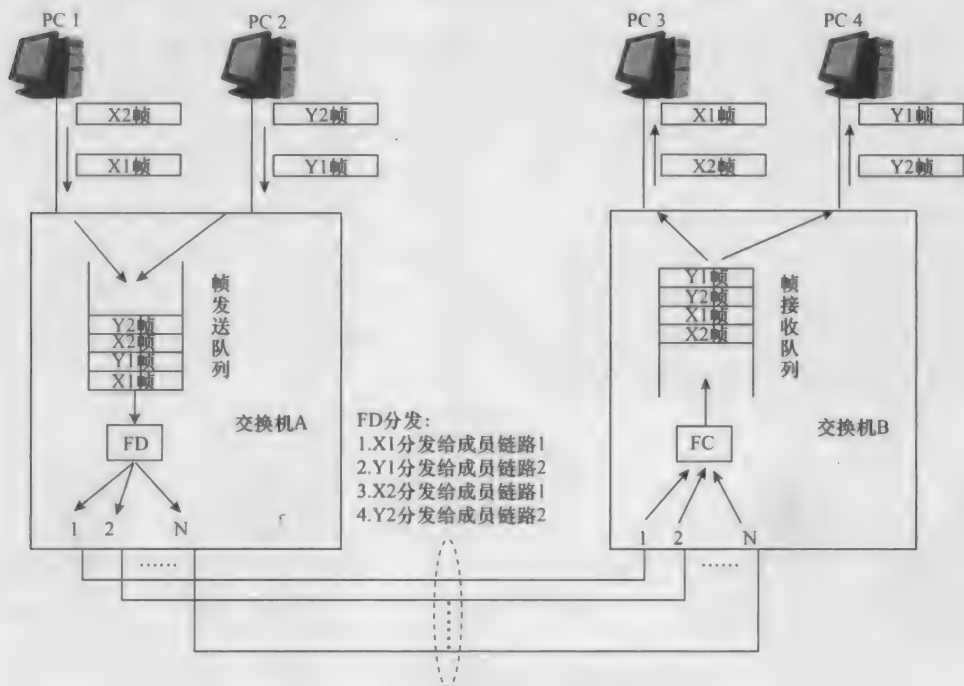 PC 1
PC 2
PC 3
PC 4
X2帧
X1帧
Y2帧
Y1帧
X1帧
X2帧
Y1帧
Y2帧
帧发送队列
Y2帧
X2帧
Y1帧
X1帧
FD
交换机A
1
2
N
……
FD分发:
1.X1分发给成员链路1
2.Y1分发给成员链路2
3.X2分发给成员链路1
4.Y2分发给成员链路2
帧接收队列
Y1帧
Y2帧
X1帧
X2帧
FC
交换机B
1
2
N
……